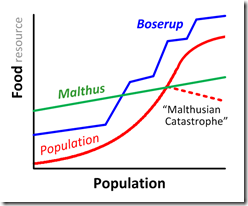 Boserup
Malthus
Population
"Malthusian
Catastrophe"
Food resource
Population